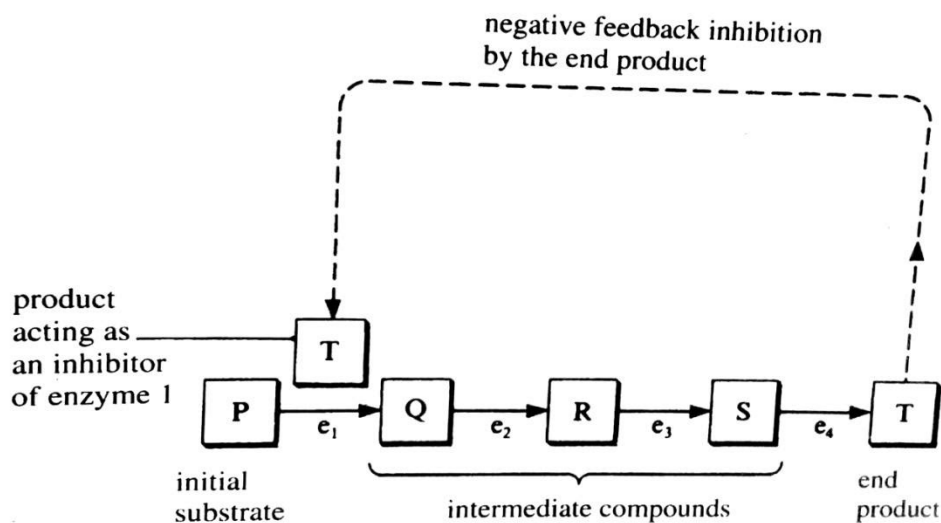 negative feedback inhibition
by the end product
product
acting as
an inhibitor
of enzyme 1
T
P
Q
R
S
T
e₁
e₂
e₃
e₄
initial
substrate
intermediate compounds
end
product